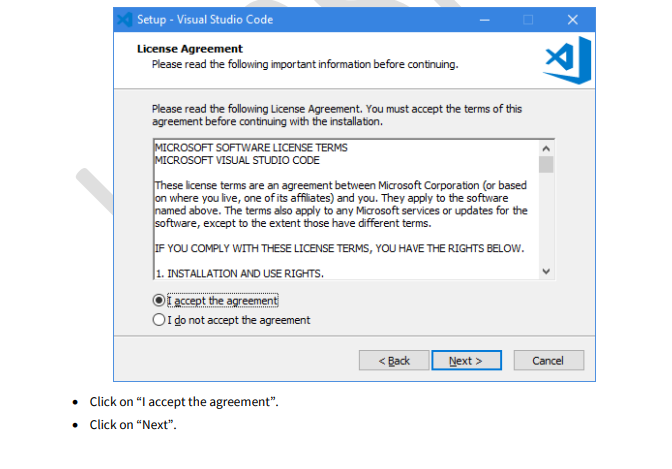 Setup - Visual Studio Code
License Agreement
Please read the following important information before continuing.
Please read the following License Agreement. You must accept the terms of this
agreement before continuing with the installation.
MICROSOFT SOFTWARE LICENSE TERMS
MICROSOFT VISUAL STUDIO CODE
These license terms are an agreement between Microsoft Corporation (or based
on where you live, one of its affiliates) and you. They apply to the software
named above. The terms also apply to any Microsoft services or updates for the
software, except to the extent those have different terms.
IF YOU COMPLY WITH THESE LICENSE TERMS, YOU HAVE THE RIGHTS BELOW.
1. INSTALLATION AND USE RIGHTS.
I accept the agreement
I do not accept the agreement
< Back Next > Cancel
• Click on “I accept the agreement”.
• Click on “Next”.